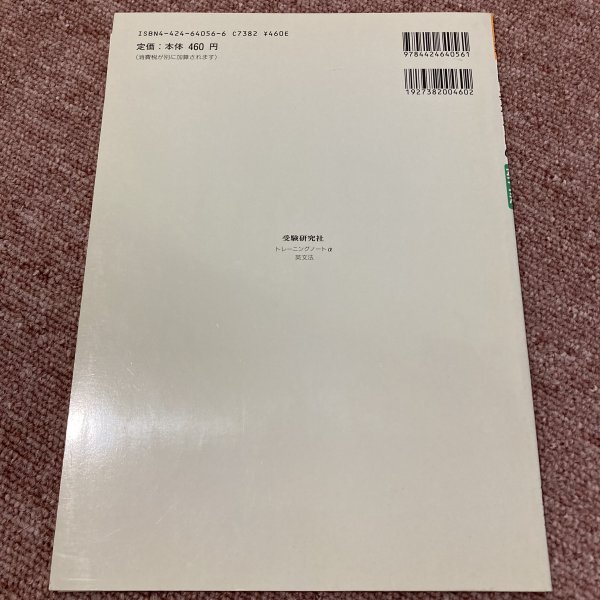 ISBN4-424-64056-6 C7382 ¥460E
定価：本体 460 円
(消費税が別に加算されます)
9784424640561
1927382004602
受験研究社
トレーニングノートα
英文法